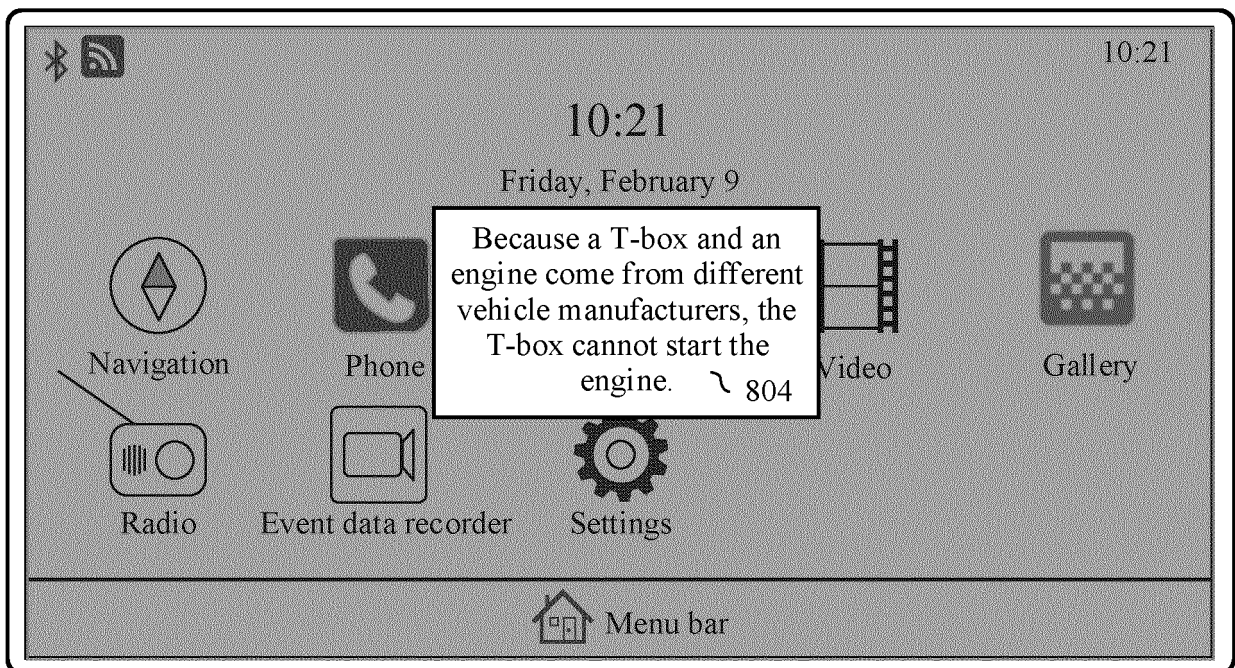 10:21
10:21
Friday, February 9
Because a T-box and an
engine come from different
vehicle manufacturers, the
T-box cannot start the
engine.
804
Navigation
Phone
Video
Gallery
Radio
Event data recorder
Settings
Menu bar